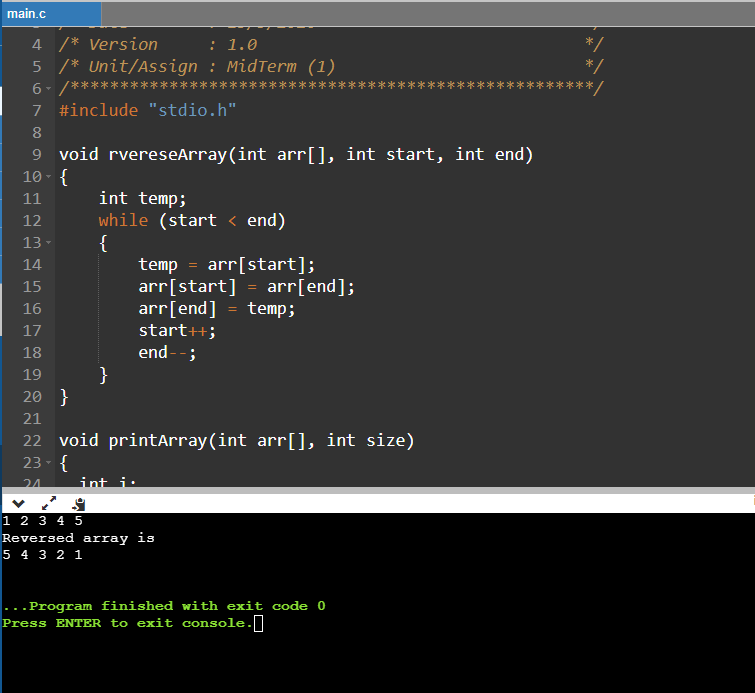 main.c
4 /* Version     : 1.0                                 */
5 /* Unit/Assign : MidTerm (1)                         */
6 /*****************************************************/
7 #include "stdio.h"
8
9 void rvereseArray(int arr[], int start, int end)
10 {
11     int temp;
12     while (start < end)
13     {
14         temp = arr[start];
15         arr[start] = arr[end];
16         arr[end] = temp;
17         start++;
18         end--;
19     }
20 }
21
22 void printArray(int arr[], int size)
23 {
24   int i;
1 2 3 4 5
Reversed array is
5 4 3 2 1
...Program finished with exit code 0
Press ENTER to exit console.